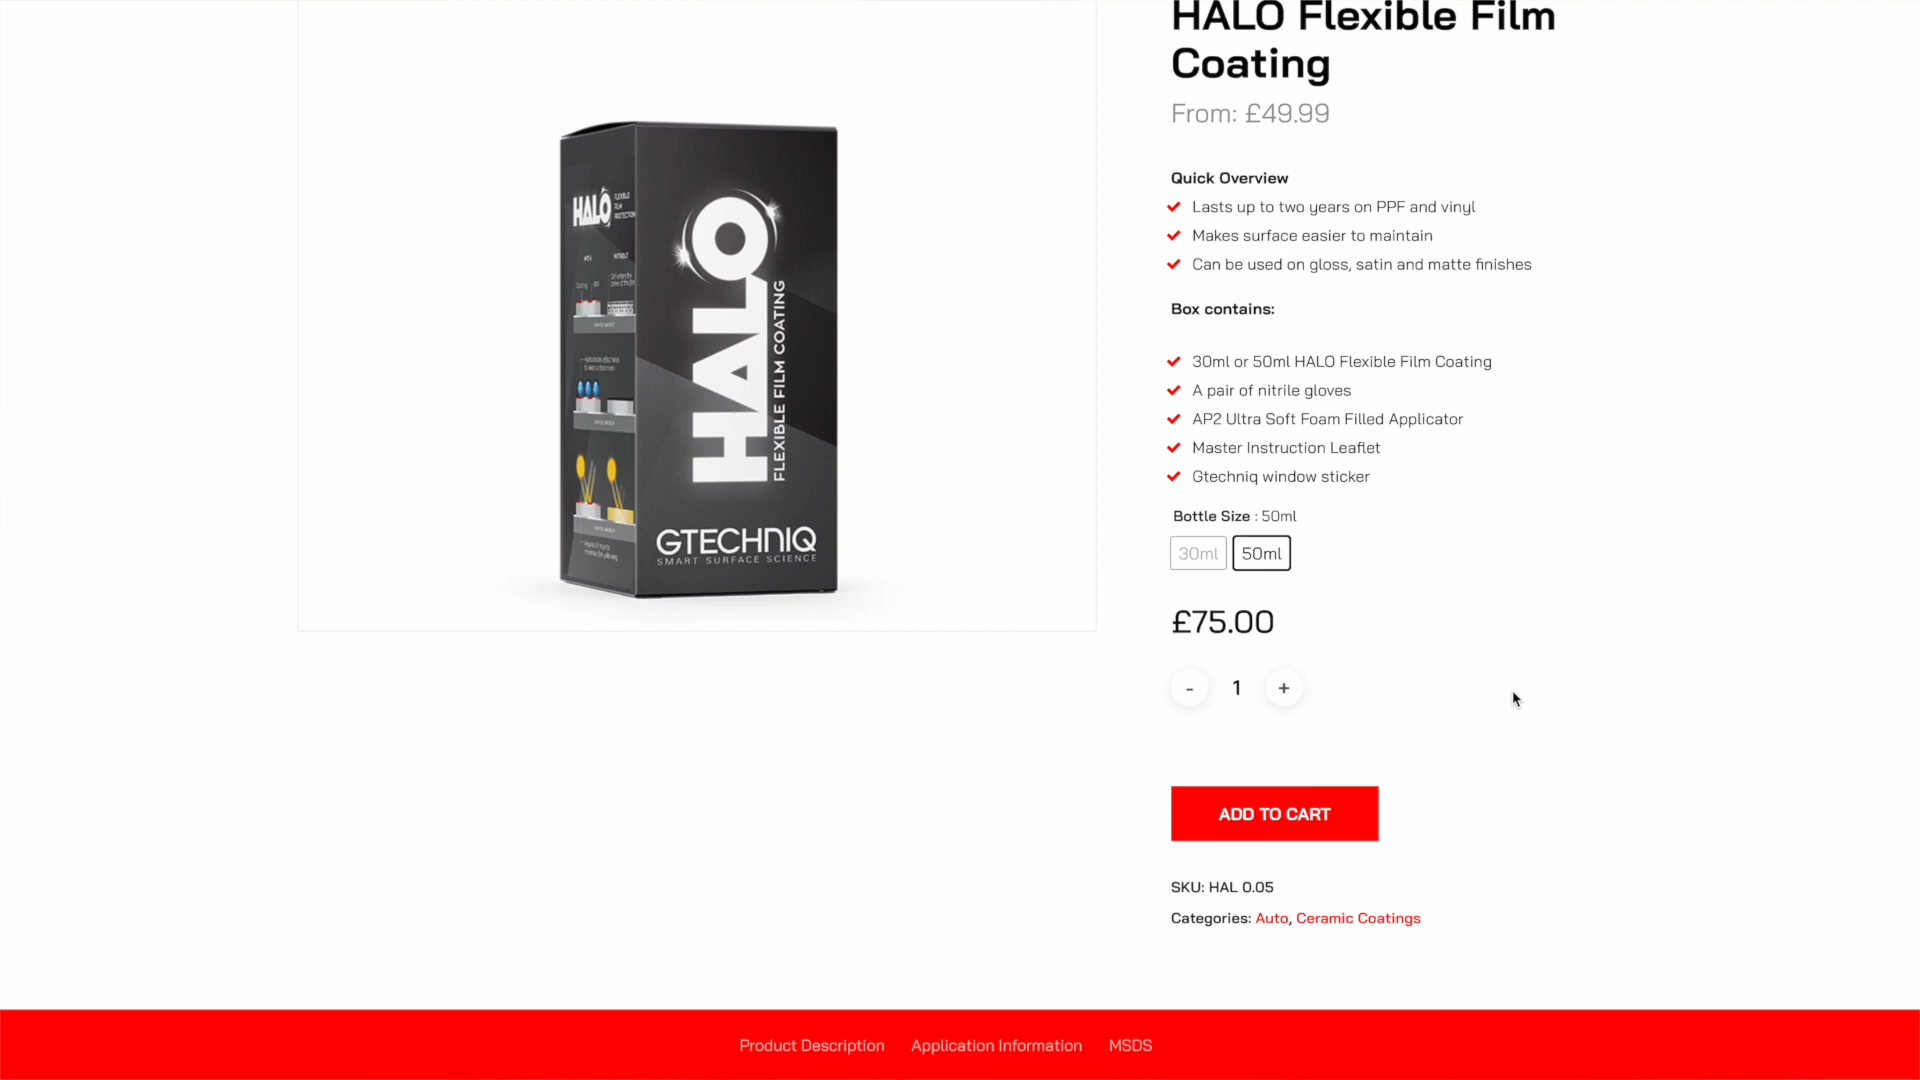 HALO Flexible Film
Coating
From: £49.99
Quick Overview
Lasts up to two years on PPF and vinyl
Makes surface easier to maintain
Can be used on gloss, satin and matte finishes
Box contains:
30ml or 50ml HALO Flexible Film Coating
A pair of nitrile gloves
AP2 Ultra Soft Foam Filled Applicator
Master Instruction Leaflet
Gtechniq window sticker
Bottle Size : 50ml
30ml 50ml
£75.00
- 1 +
ADD TO CART
SKU: HAL 0.05
Categories: Auto, Ceramic Coatings
HALO
FLEXIBLE
FILM
PROTECTION
WITHOUT
HALO
FLEXIBLE FILM COATING
GTECHNIQ
SMART SURFACE SCIENCE
Product Description Application Information MSDS